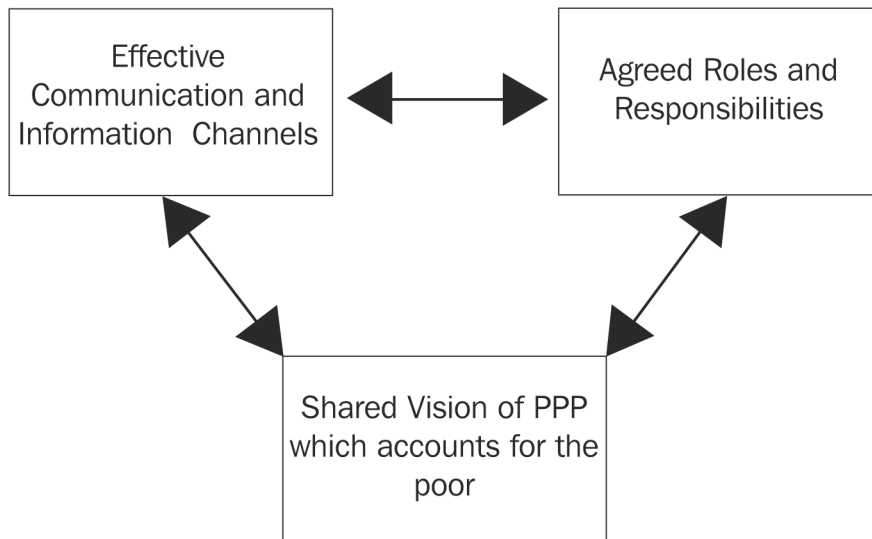 Effective
Communication and
Information Channels
Agreed Roles and
Responsibilities
Shared Vision of PPP
which accounts for the
poor